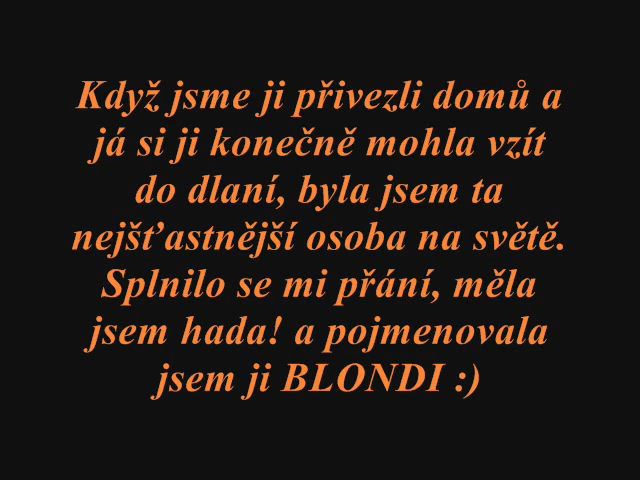 Když jsme ji přivezli domů a
já si ji konečně mohla vzít
do dlaní, byla jsem ta
nejšťastnější osoba na světě.
Splnilo se mi přání, měla
jsem hada! a pojmenovala
jsem ji BLONDI :)